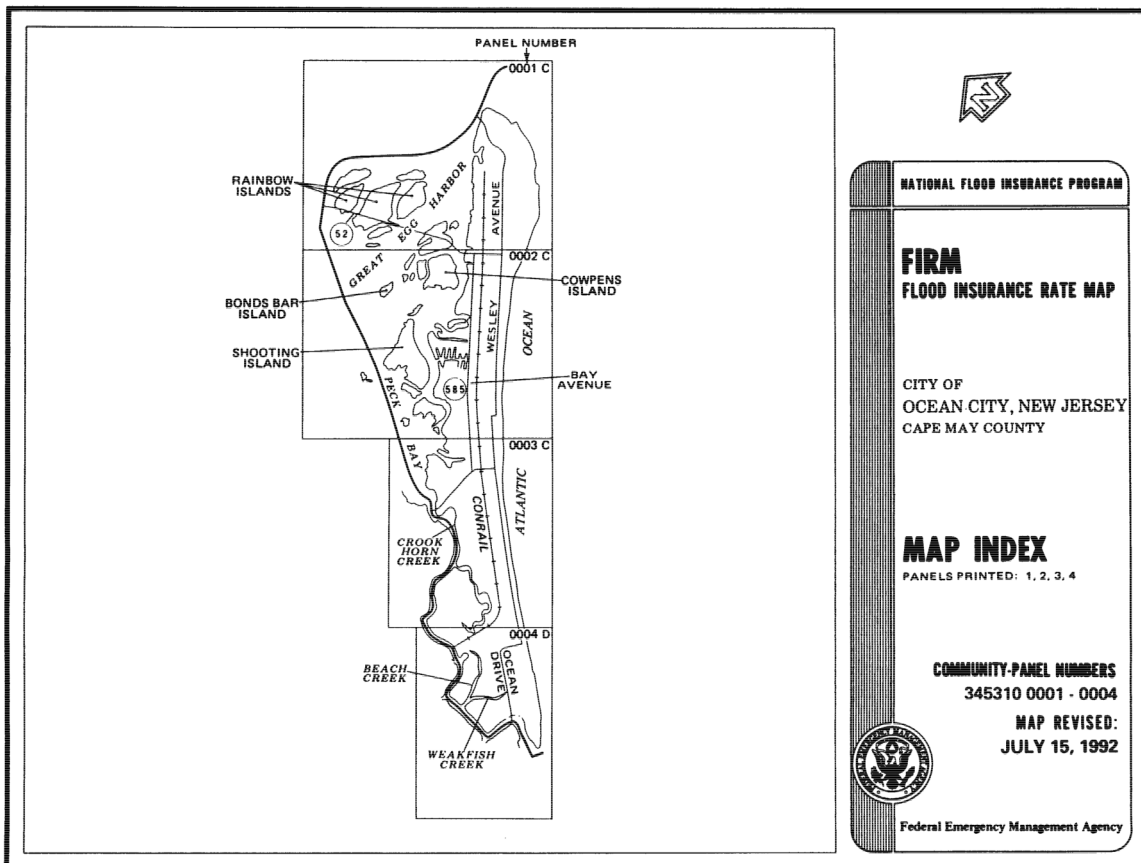 PANEL NUMBER
0001 C
RAINBOW
ISLANDS
52
GREAT EGG HARBOR
AVENUE
0002 C
COWPENS
ISLAND
BONDS BAR
ISLAND
WESLEY
OCEAN
SHOOTING
ISLAND
BAY
AVENUE
585
PECK
BAY
0003 C
ATLANTIC
CONRAIL
CROOK
HORN
CREEK
0004 D
OCEAN
DRIVE
BEACH
CREEK
WEAKFISH
CREEK
N
NATIONAL FLOOD INSURANCE PROGRAM
FIRM
FLOOD INSURANCE RATE MAP
CITY OF
OCEAN CITY, NEW JERSEY
CAPE MAY COUNTY
MAP INDEX
PANELS PRINTED: 1, 2, 3, 4
COMMUNITY-PANEL NUMBERS
345310 0001 - 0004
MAP REVISED:
JULY 15, 1992
FEDERAL EMERGENCY MANAGEMENT AGENCY
Federal Emergency Management Agency